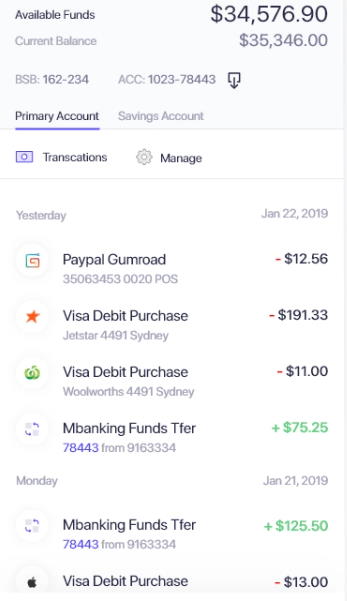 Available Funds $34,576.90
Current Balance $35,346.00
BSB: 162-234 ACC: 1023-78443
Primary Account Savings Account
Transcations Manage
Yesterday Jan 22, 2019
Paypal Gumroad - $12.56
35063453 0020 POS
Visa Debit Purchase - $191.33
Jetstar 4491 Sydney
Visa Debit Purchase - $11.00
Woolworths 4491 Sydney
Mbanking Funds Tfer + $75.25
78443 from 9163334
Monday Jan 21, 2019
Mbanking Funds Tfer + $125.50
78443 from 9163334
Visa Debit Purchase - $13.00